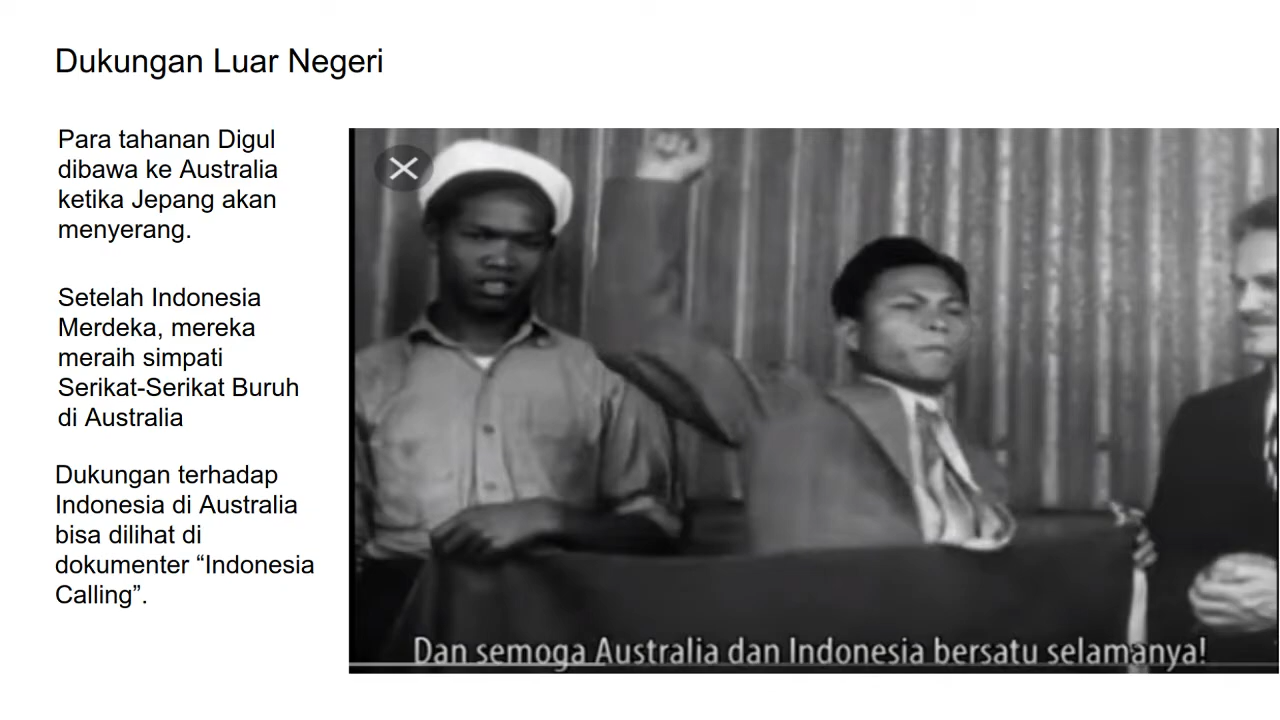 Dukungan Luar Negeri
Para tahanan Digul
dibawa ke Australia
ketika Jepang akan
menyerang.
Setelah Indonesia
Merdeka, mereka
meraih simpati
Serikat-Serikat Buruh
di Australia
Dukungan terhadap
Indonesia di Australia
bisa dilihat di
dokumenter “Indonesia
Calling”.
Dan semoga Australia dan Indonesia bersatu selamanya!